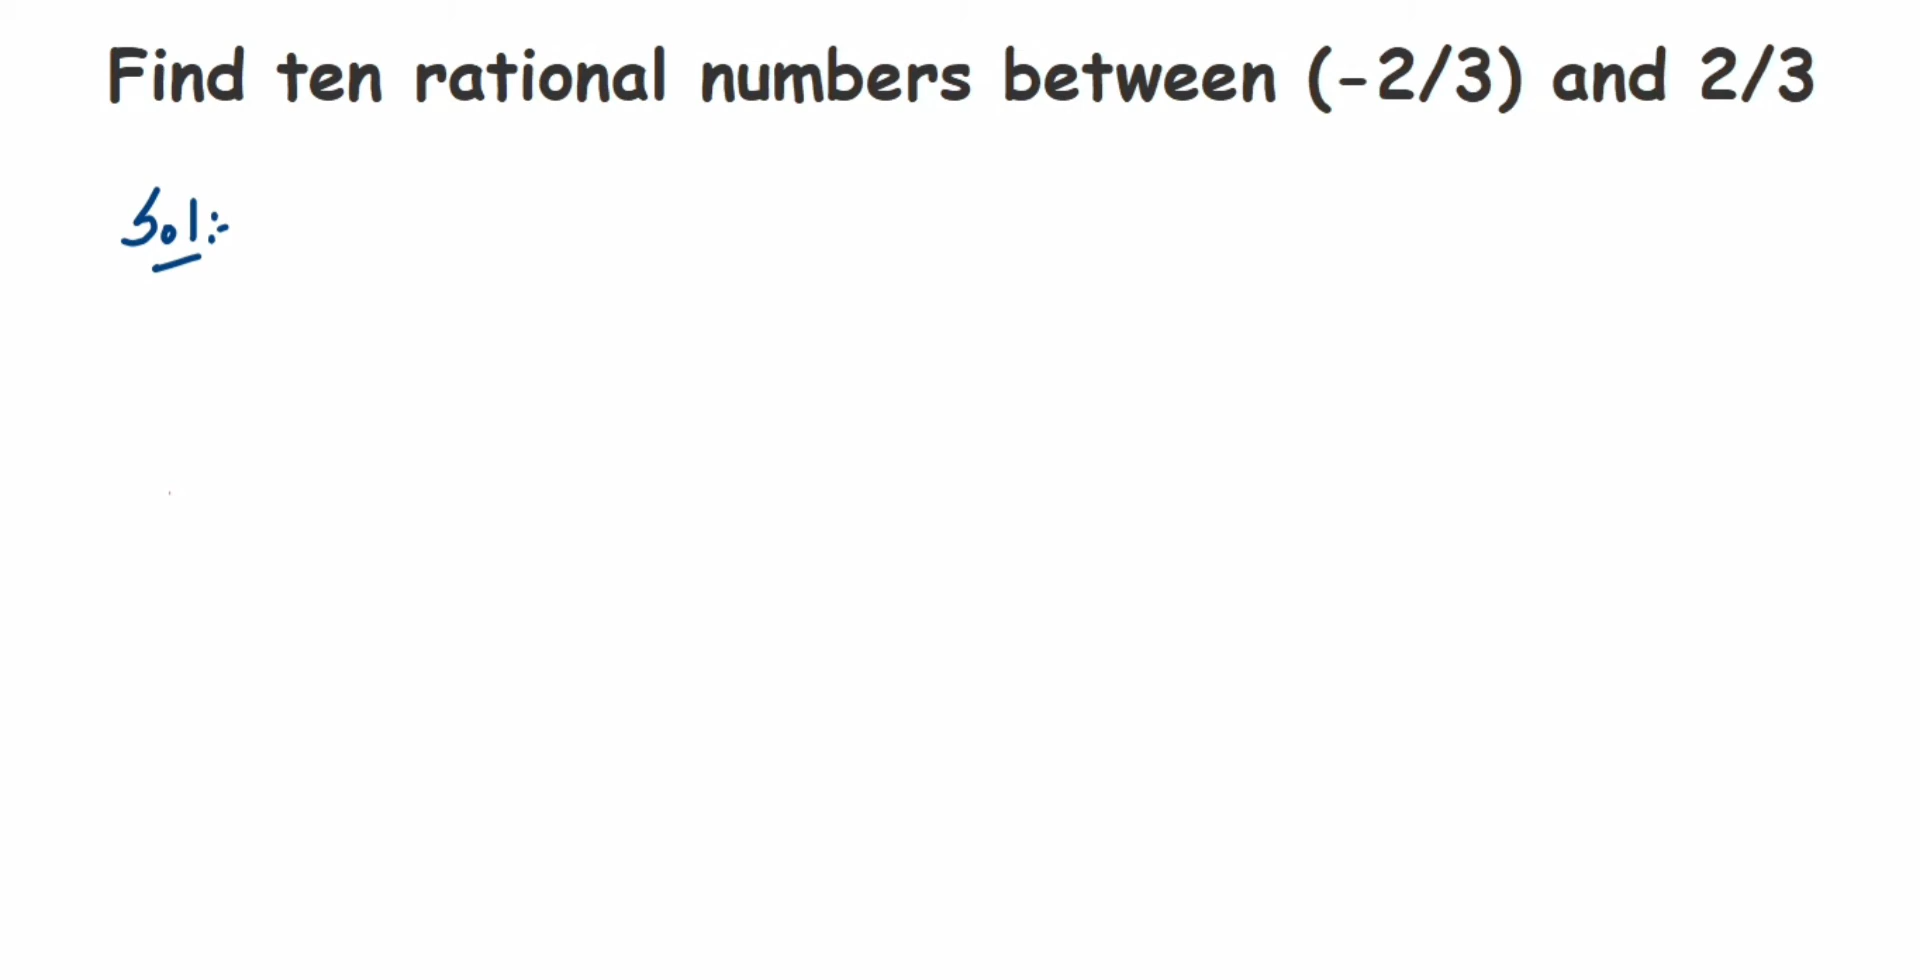 Find ten rational numbers between (-2/3) and 2/3
Sol:-